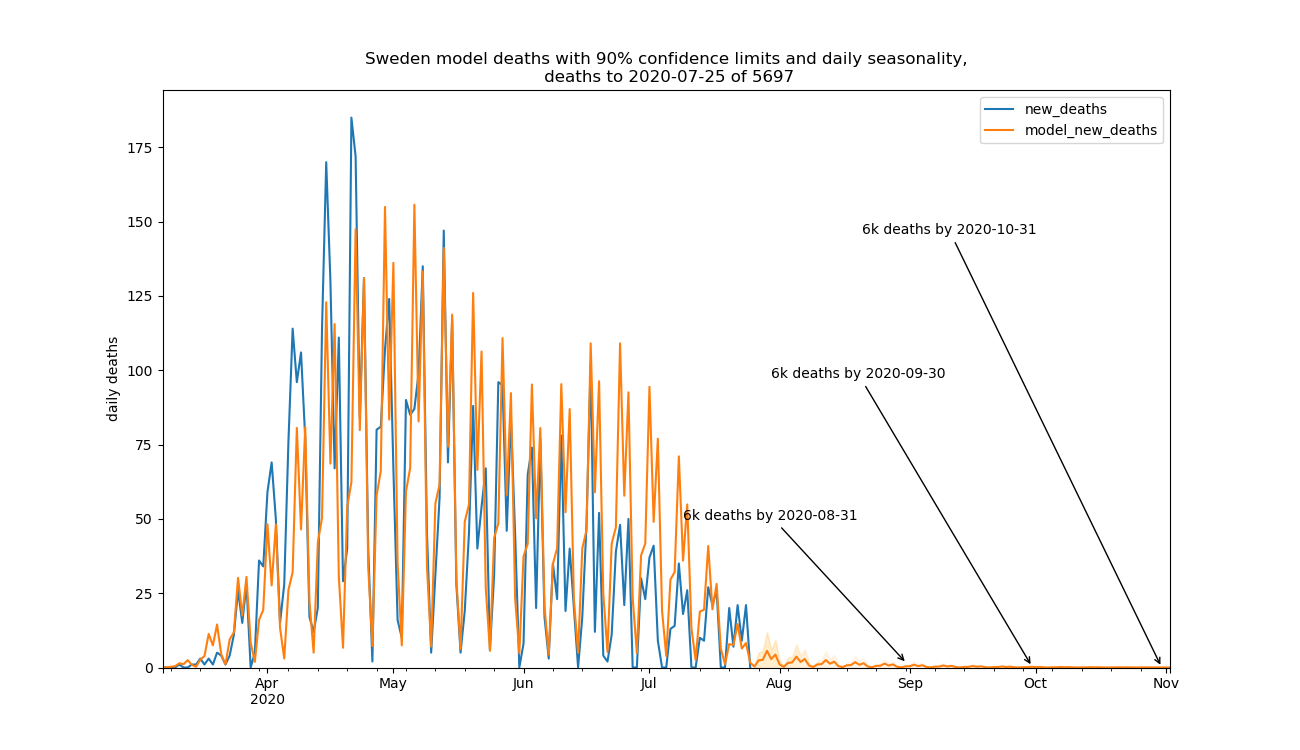 Sweden model deaths with 90% confidence limits and daily seasonality,
deaths to 2020-07-25 of 5697
new_deaths
model_new_deaths
175
150
125
100
75
50
25
0
daily deaths
6k deaths by 2020-10-31
6k deaths by 2020-09-30
6k deaths by 2020-08-31
Apr May Jun Jul Aug Sep Oct Nov
2020